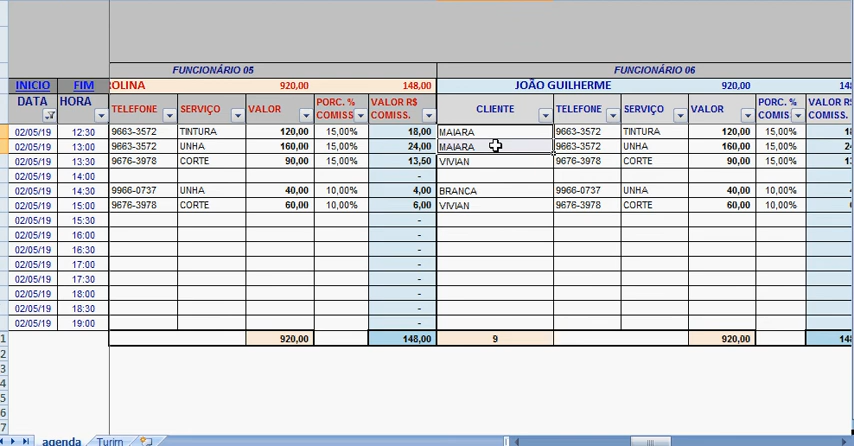 FUNCIONÁRIO 05 FUNCIONÁRIO 06
INICIO FIM ROLINA 920,00 148,00 JOÃO GUILHERME 920,00
DATA HORA TELEFONE SERVIÇO VALOR PORC. % COMISS. VALOR R$ COMISS. CLIENTE TELEFONE SERVIÇO VALOR PORC. % COMISS. VALOR R$ COMISS.
02/05/19 12:30 9663-3572 TINTURA 120,00 15,00% 18,00 MAIARA 9663-3572 TINTURA 120,00 15,00%
02/05/19 13:00 9663-3572 UNHA 160,00 15,00% 24,00 MAIARA 9663-3572 UNHA 160,00 15,00%
02/05/19 13:30 9676-3978 CORTE 90,00 15,00% 13,50 VIVIAN 9676-3978 CORTE 90,00 15,00%
02/05/19 14:00 -
02/05/19 14:30 9966-0737 UNHA 40,00 10,00% 4,00 BRANCA 9966-0737 UNHA 40,00 10,00%
02/05/19 15:00 9676-3978 CORTE 60,00 10,00% 6,00 VIVIAN 9676-3978 CORTE 60,00 10,00%
02/05/19 15:30 -
02/05/19 16:00 -
02/05/19 16:30 -
02/05/19 17:00 -
02/05/19 17:30 -
02/05/19 18:00 -
02/05/19 18:30 -
02/05/19 19:00 -
1 920,00 148,00 9 920,00
2
3
4
5
6
7
agenda Turim